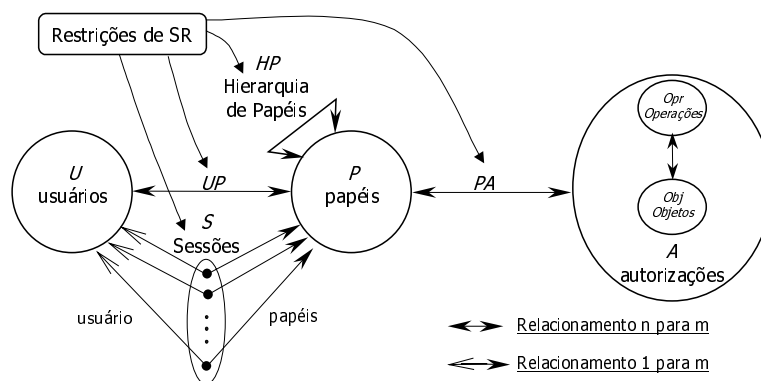 Restrições de SR
HP
Hierarquia
de Papéis
Opr
Operações
U
usuários
UP
P
papéis
PA
Obj
Objetos
S
Sessões
A
autorizações
usuário
papéis
Relacionamento n para m
Relacionamento 1 para m